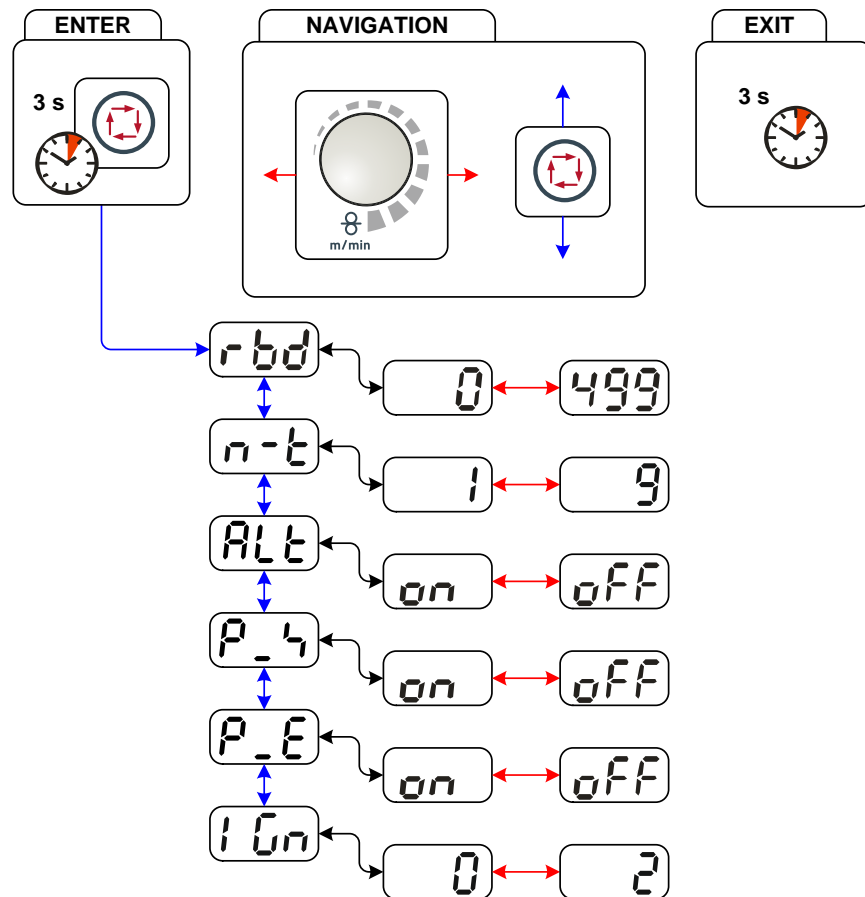 ENTER
NAVIGATION
EXIT
3 s
3 s
m/min
rbd
0
499
n-t
1
9
ALt
on
oFF
P_4
on
oFF
P_E
on
oFF
IGn
0
2